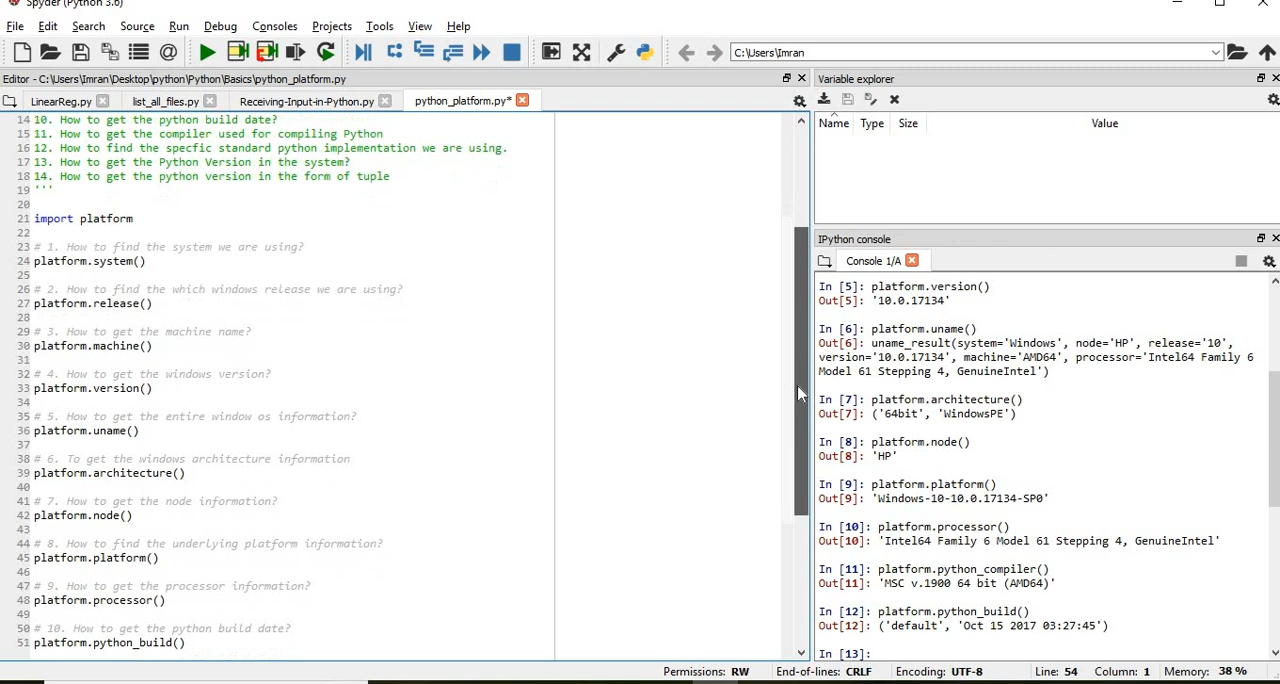 Spyder (Python 3.6)
File Edit Search Source Run Debug Consoles Projects Tools View Help
C:\Users\Imran
Editor - C:\Users\Imran\Desktop\python\Python\Basics\python_platform.py
LinearReg.py list_all_files.py Receiving-Input-in-Python.py python_platform.py*
14 10. How to get the python build date?
15 11. How to get the compiler used for compiling Python
16 12. How to find the specfic standard python implementation we are using.
17 13. How to get the Python Version in the system?
18 14. How to get the python version in the form of tuple
19 '''
20
21 import platform
22
23 # 1. How to find the system we are using?
24 platform.system()
25
26 # 2. How to find the which windows release we are using?
27 platform.release()
28
29 # 3. How to get the machine name?
30 platform.machine()
31
32 # 4. How to get the windows version?
33 platform.version()
34
35 # 5. How to get the entire window os information?
36 platform.uname()
37
38 # 6. To get the windows architecture information
39 platform.architecture()
40
41 # 7. How to get the node information?
42 platform.node()
43
44 # 8. How to find the underlying platform information?
45 platform.platform()
46
47 # 9. How to get the processor information?
48 platform.processor()
49
50 # 10. How to get the python build date?
51 platform.python_build()
Variable explorer
Name Type Size Value
IPython console
Console 1/A
In [5]: platform.version()
Out[5]: '10.0.17134'
In [6]: platform.uname()
Out[6]: uname_result(system='Windows', node='HP', release='10',
version='10.0.17134', machine='AMD64', processor='Intel64 Family 6
Model 61 Stepping 4, GenuineIntel')
In [7]: platform.architecture()
Out[7]: ('64bit', 'WindowsPE')
In [8]: platform.node()
Out[8]: 'HP'
In [9]: platform.platform()
Out[9]: 'Windows-10-10.0.17134-SP0'
In [10]: platform.processor()
Out[10]: 'Intel64 Family 6 Model 61 Stepping 4, GenuineIntel'
In [11]: platform.python_compiler()
Out[11]: 'MSC v.1900 64 bit (AMD64)'
In [12]: platform.python_build()
Out[12]: ('default', 'Oct 15 2017 03:27:45')
In [13]:
Permissions: RW End-of-lines: CRLF Encoding: UTF-8 Line: 54 Column: 1 Memory: 38 %